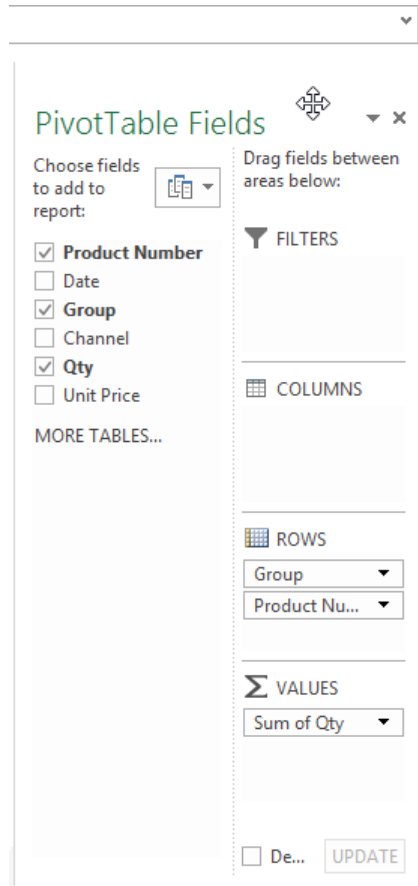 PivotTable Fields
Choose fields
to add to
report:
Product Number
Date
Group
Channel
Qty
Unit Price
MORE TABLES...
Drag fields between
areas below:
FILTERS
COLUMNS
ROWS
Group
Product Nu...
VALUES
Sum of Qty
De...
UPDATE